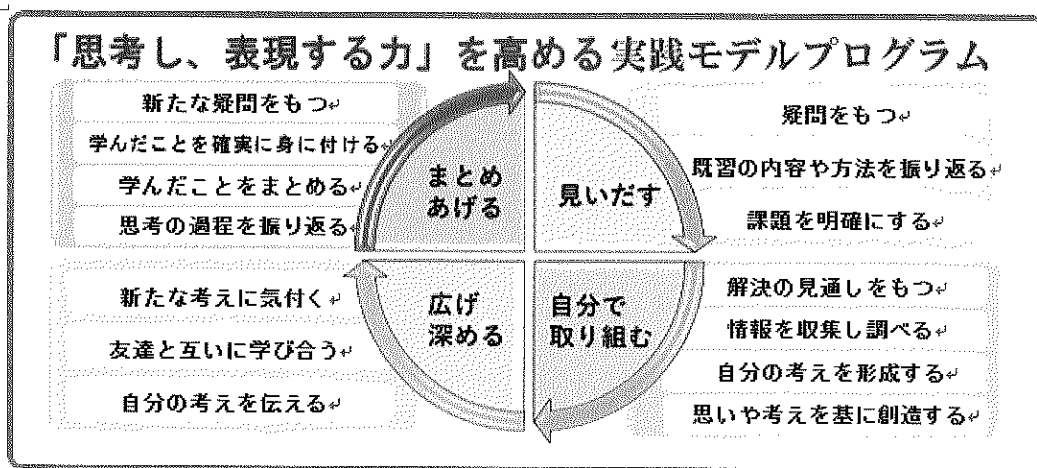 「思考し、表現する力」を高める実践モデルプログラム
新たな疑問をもつ
学んだことを確実に身に付ける
学んだことをまとめる
思考の過程を振り返る
まとめ
あげる
見いだす
疑問をもつ
既習の内容や方法を振り返る
課題を明確にする
新たな考えに気付く
友達と互いに学び合う
自分の考えを伝える
広げ
深める
自分で
取り組む
解決の見通しをもつ
情報を収集し調べる
自分の考えを形成する
思いや考えを基に創造する